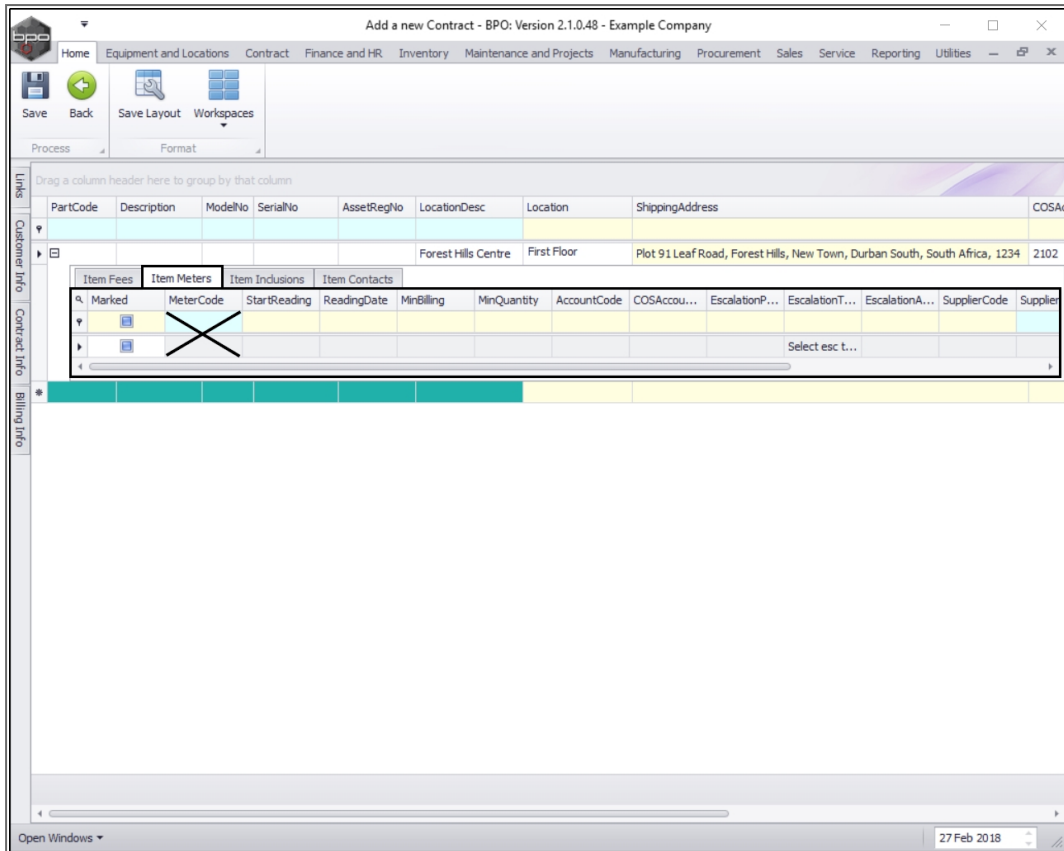 bpo
Add a new Contract - BPO: Version 2.1.0.48 - Example Company
Home Equipment and Locations Contract Finance and HR Inventory Maintenance and Projects Manufacturing Procurement Sales Service Reporting Utilities
Save Back Save Layout Workspaces
Process Format
Links
Customer Info
Contract Info
Billing Info
Drag a column header here to group by that column
PartCode Description ModelNo SerialNo AssetRegNo LocationDesc Location ShippingAddress COSAc
Forest Hills Centre First Floor Plot 91 Leaf Road, Forest Hills, New Town, Durban South, South Africa, 1234 2102
Item Fees Item Meters Item Inclusions Item Contacts
Marked MeterCode StartReading ReadingDate MinBilling MinQuantity AccountCode COSAccou... EscalationP... EscalationT... EscalationA... SupplierCode Supplier
Select esc t...
Open Windows
27 Feb 2018